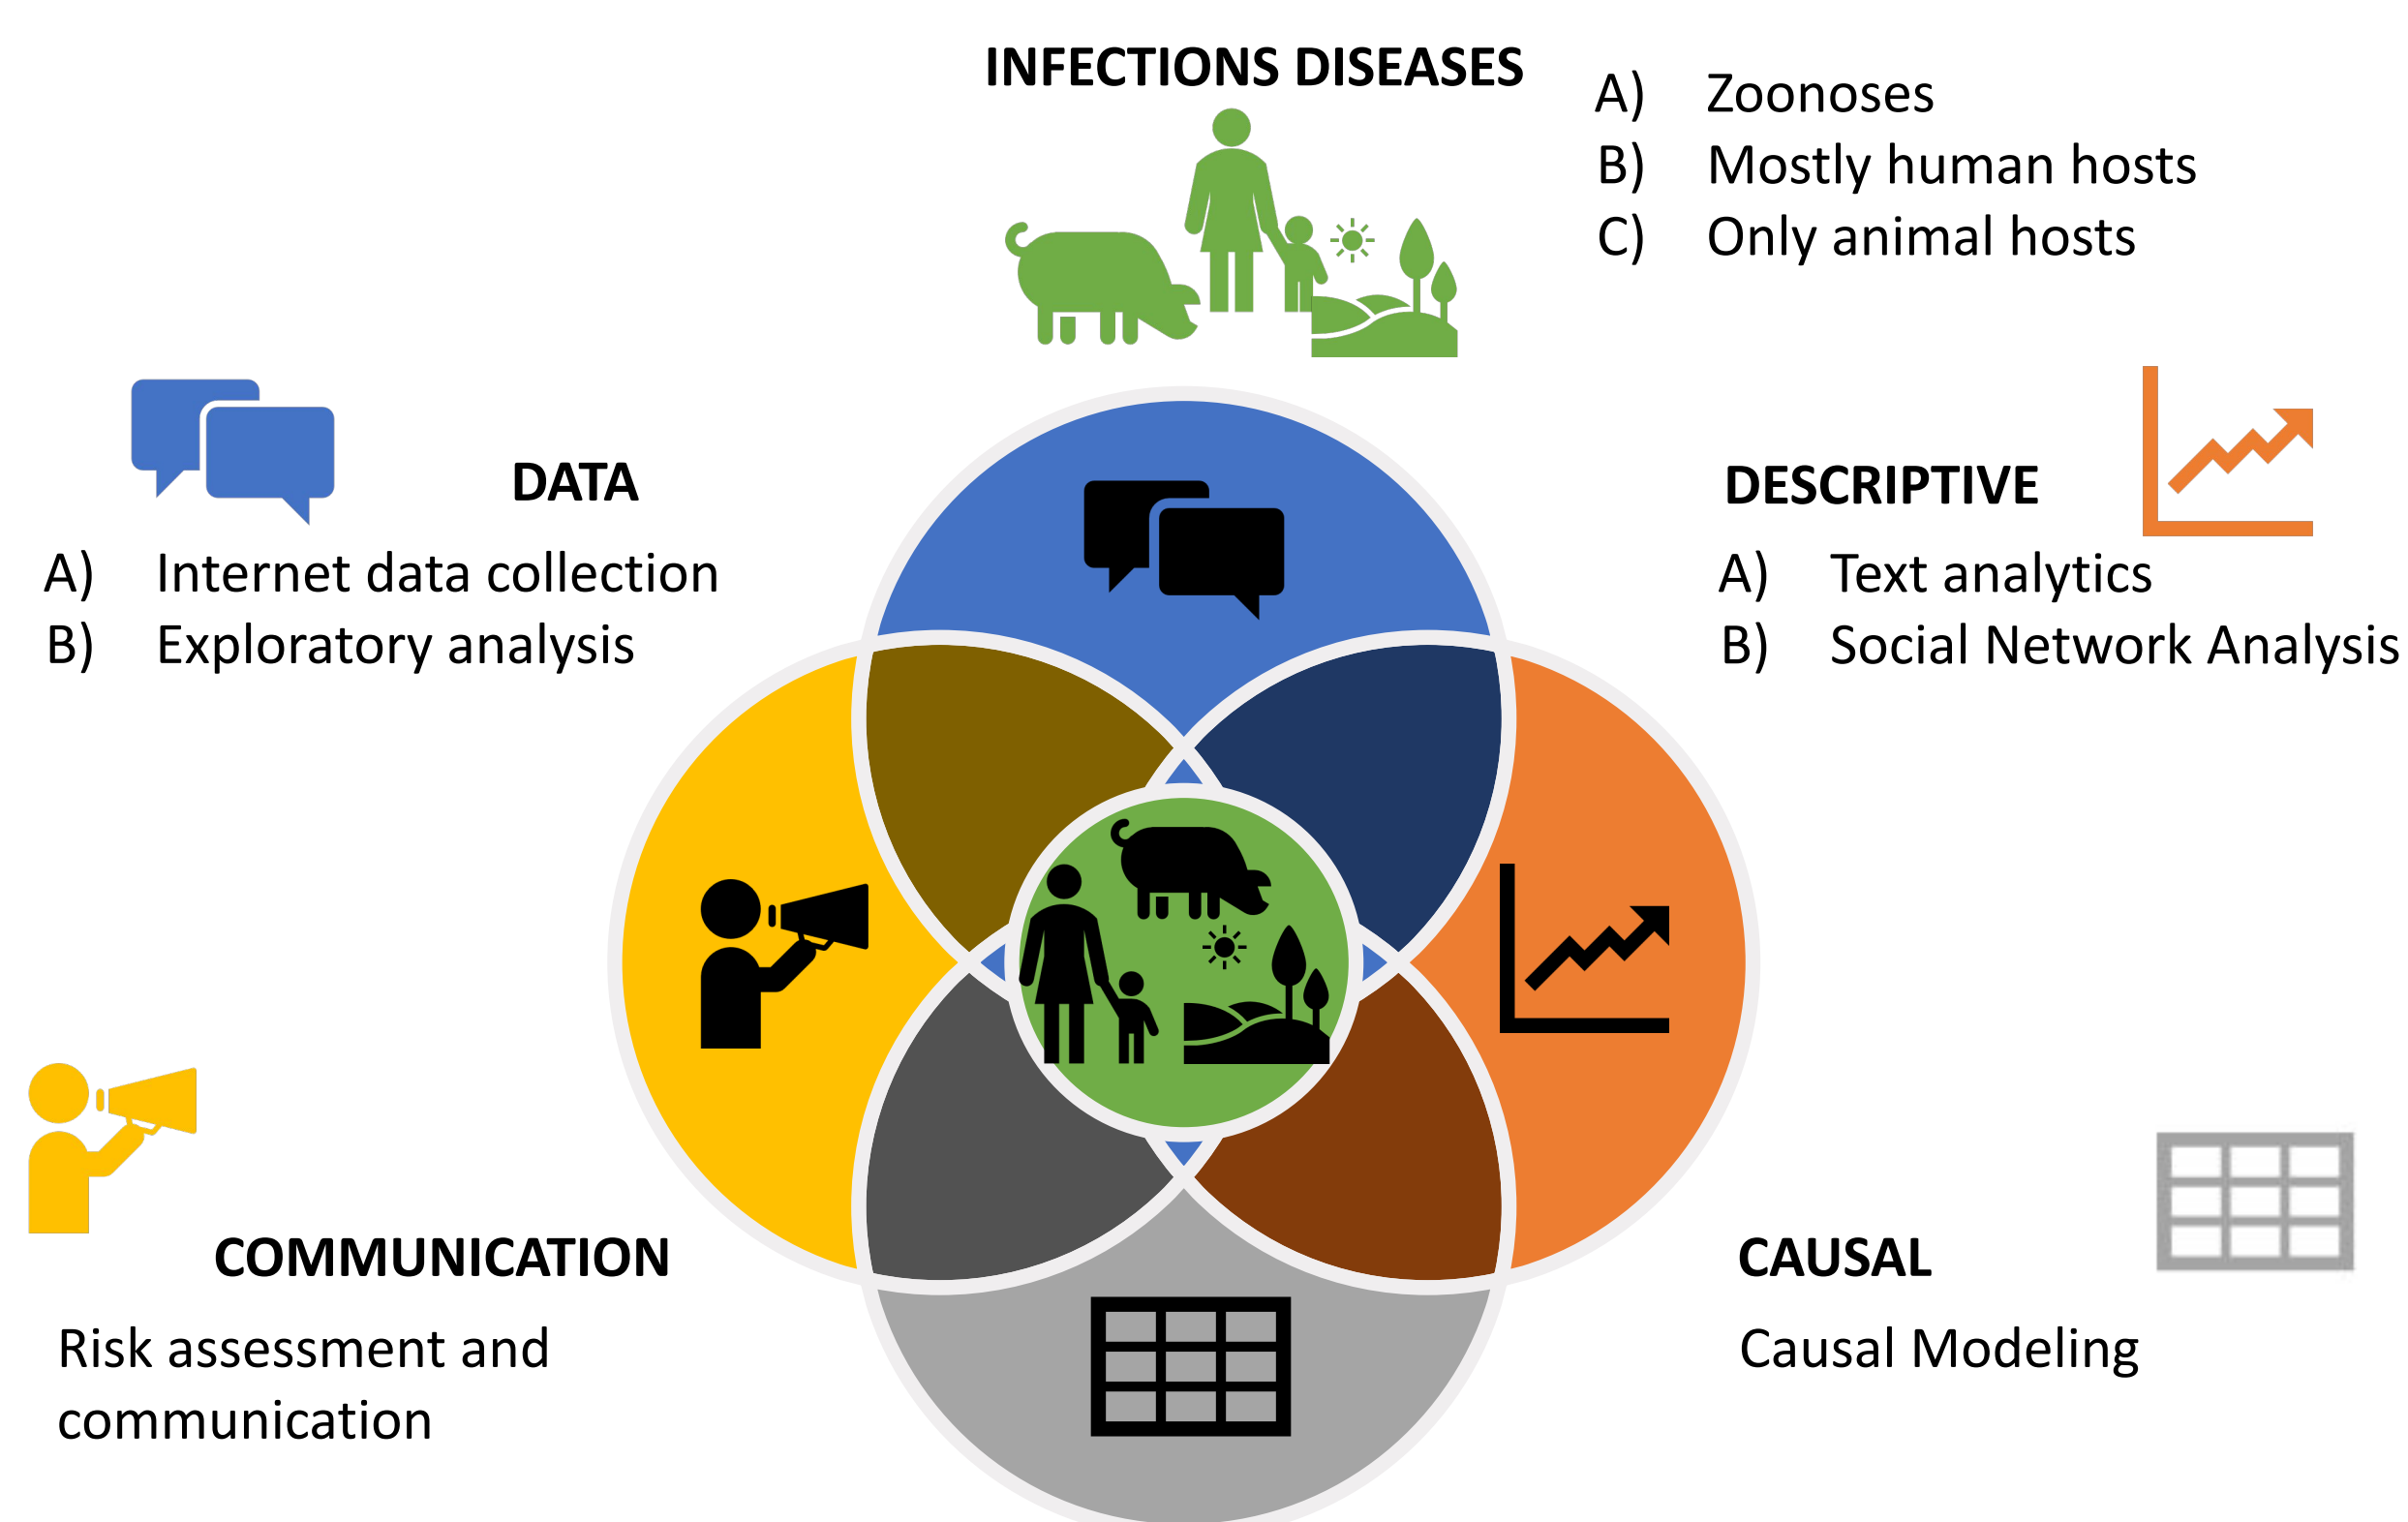 INFECTIONS DISEASES
A) Zoonoses
B) Mostly human hosts
C) Only animal hosts
DATA
A) Internet data collection
B) Exploratory analysis
DESCRIPTIVE
A) Text analytics
B) Social Network Analysis
COMMUNICATION
Risk assessment and
communication
CAUSAL
Causal Modeling